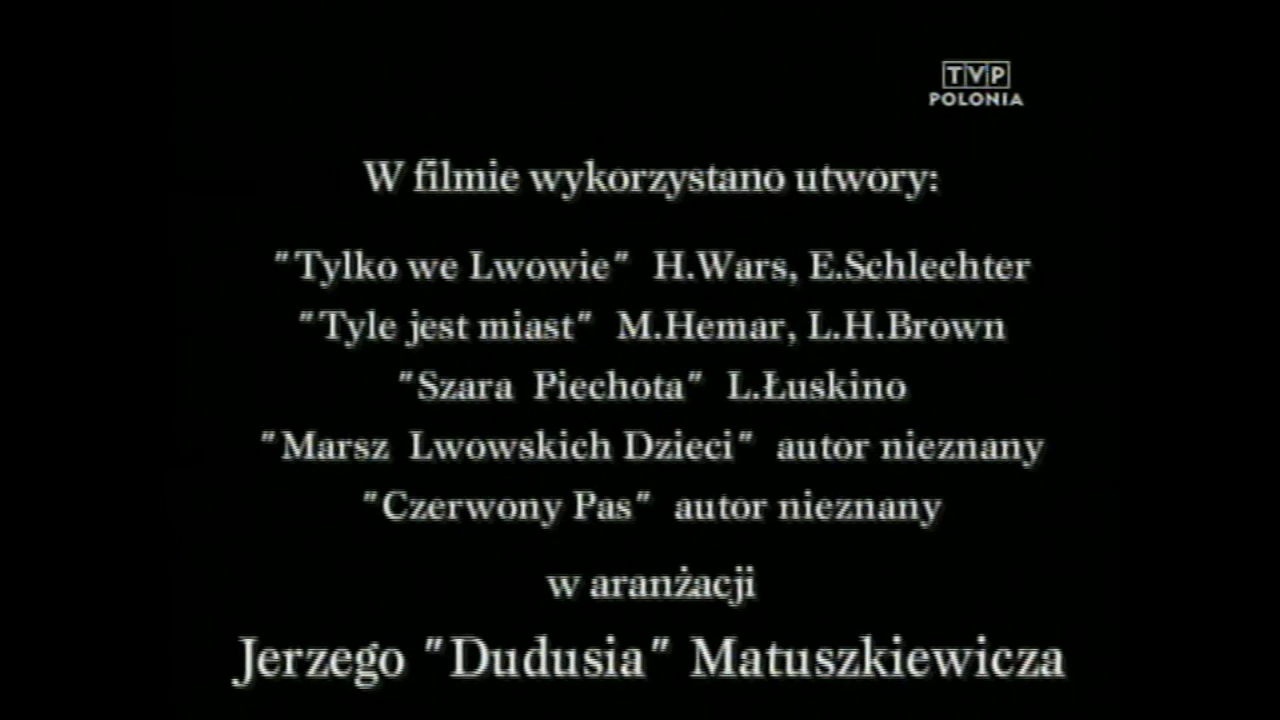 TVP
POLONIA
W filmie wykorzystano utwory:
"Tylko we Lwowie" H.Wars, E.Schlechter
"Tyle jest miast" M.Hemar, L.H.Brown
"Szara Piechota" L.Łuskino
"Marsz Lwowskich Dzieci" autor nieznany
"Czerwony Pas" autor nieznany
w aranżacji
Jerzego "Dudusia" Matuszkiewicza